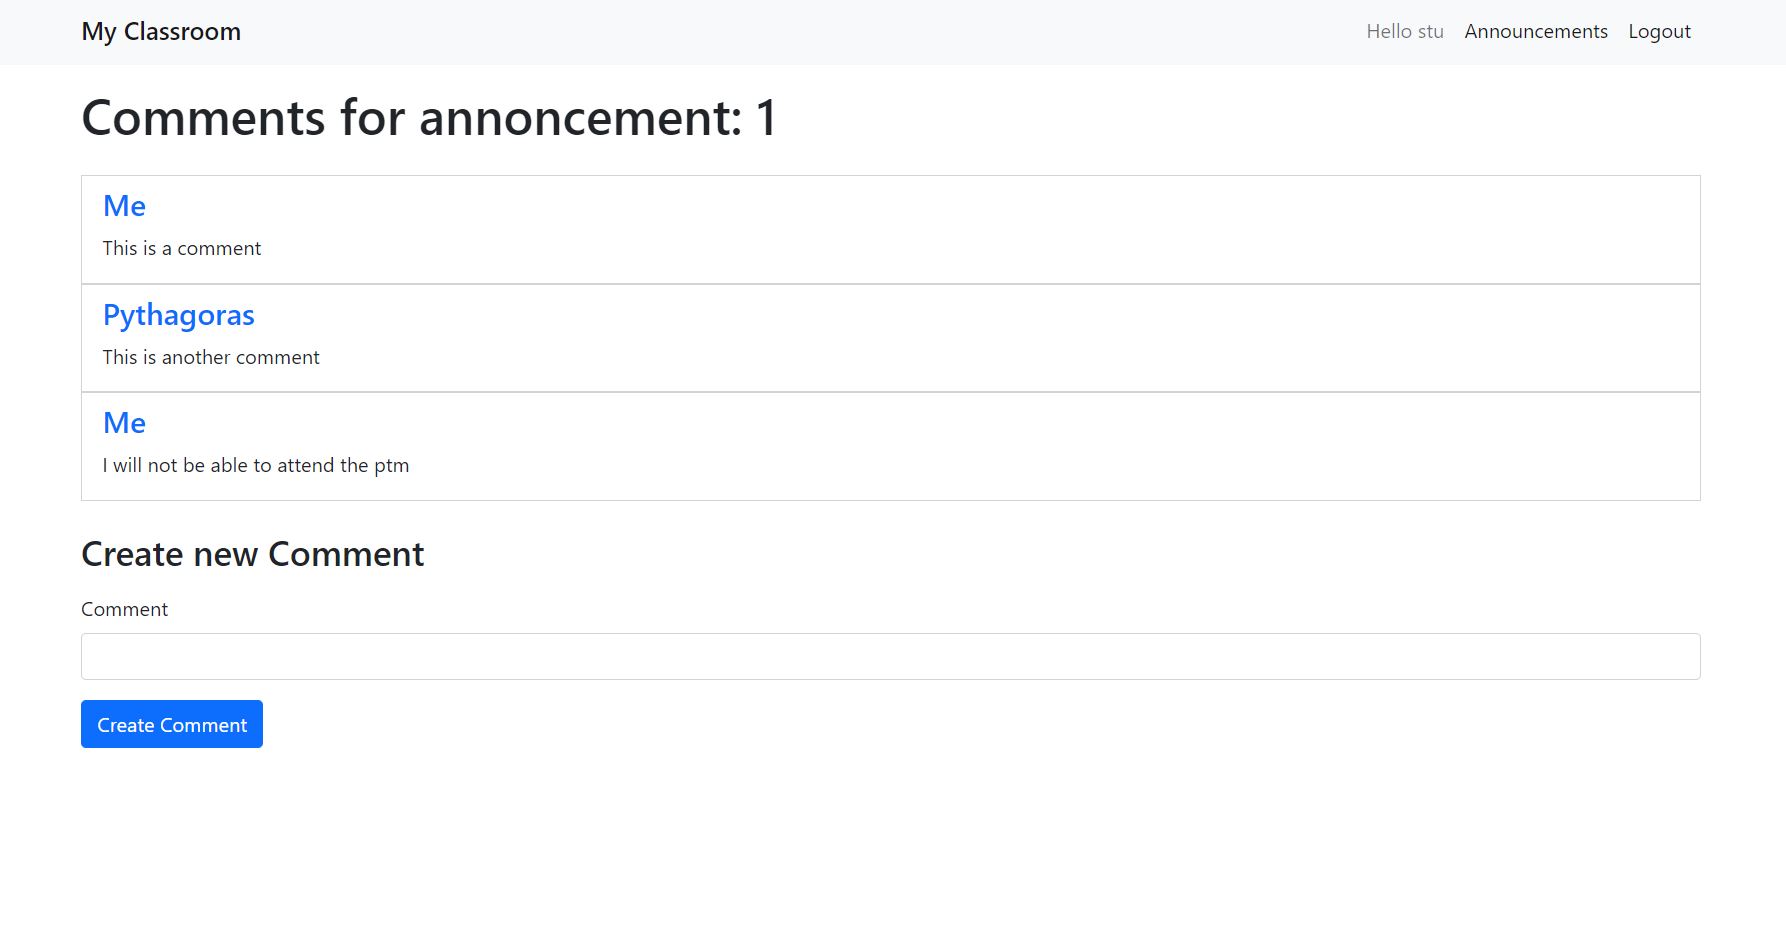 My Classroom
Hello stu
Announcements
Logout
Comments for annoncement: 1
Me
This is a comment
Pythagoras
This is another comment
Me
I will not be able to attend the ptm
Create new Comment
Comment
Create Comment